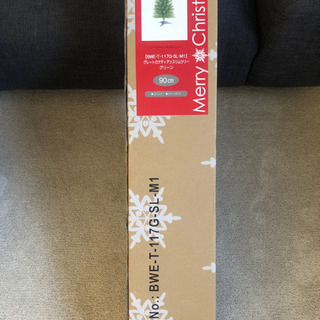 【BWE-T-117G-SL-M1】
グレートカナディアンスリムツリー
グリーン
90cm
Merry Christ
No.: BWE-T-117G-SL-M1